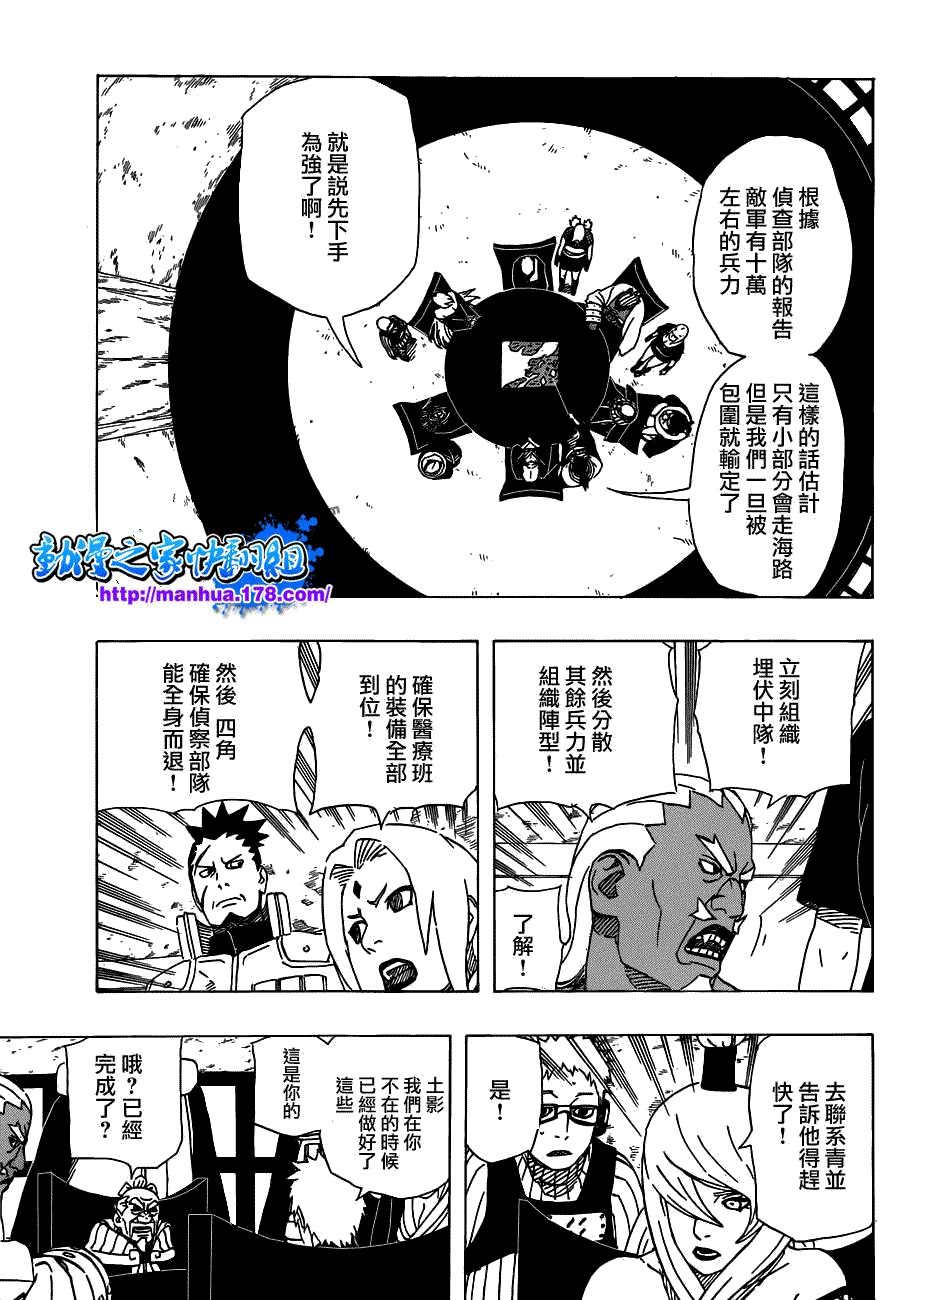 根據
偵查部隊的報告
敵軍有十萬
左右的兵力
這樣的話估計
只有小部分會走海路
但是我們一旦被
包圍就輸定了
就是説先下手
為強了啊！
動漫之家快翻組
http://manhua.178.com/
立刻組織
埋伏中隊！
然後分散
其餘兵力並
組織陣型！
了解！
確保醫療班
的裝備全部
到位！
然後 四角
確保偵察部隊
能全身而退！
去聯系青並
告訴他得趕
快了！
是！
土影
我們在你
不在的時候
已經做好了
這些
這是你的
哦？已經
完成了？